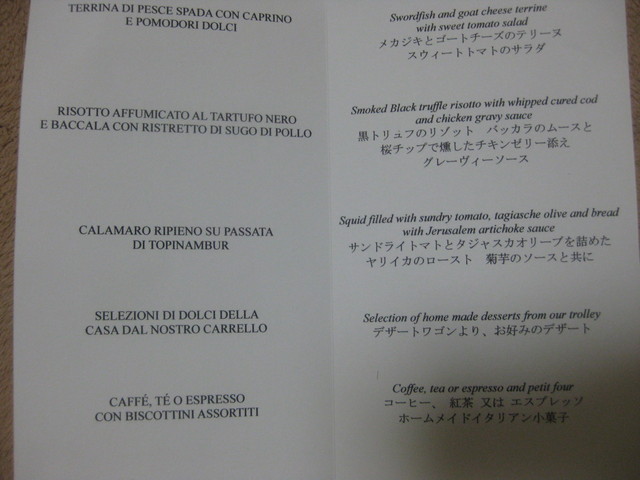 TERRINA DI PESCE SPADA CON CAPRINO
E POMODORI DOLCI
RISOTTO AFFUMICATO AL TARTUFO NERO
E BACCALA CON RISTRETTO DI SUGO DI POLLO
CALAMARO RIPIENO SU PASSATA
DI TOPINAMBUR
SELEZIONI DI DOLCI DELLA
CASA DAL NOSTRO CARRELLO
CAFFÉ, TÉ O ESPRESSO
CON BISCOTTINI ASSORTITI
Swordfish and goat cheese terrine
with sweet tomato salad
メカジキとゴートチーズのテリーヌ
スウィートトマトのサラダ
Smoked Black truffle risotto with whipped cured cod
and chicken gravy sauce
黒トリュフのリゾット バッカラのムースと
桜チップで燻したチキンゼリー添え
グレーヴィーソース
Squid filled with sundry tomato, tagiasche olive and bread
with Jerusalem artichoke sauce
サンドライトマトとタジャスカオリーブを詰めた
ヤリイカのロースト 菊芋のソースと共に
Selection of home made desserts from our trolley
デザートワゴンより、お好みのデザート
Coffee, tea or espresso and petit four
コーヒー、 紅茶 又は エスプレッソ
ホームメイドイタリアン小菓子